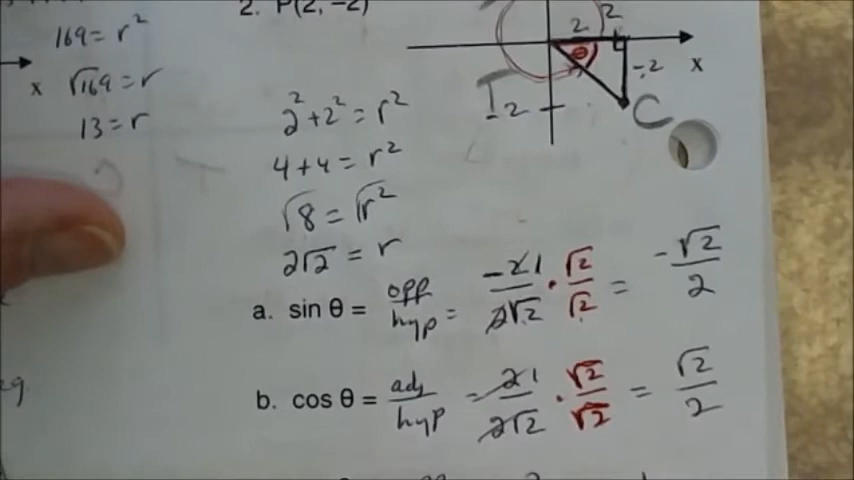 169 = r²
√169 = r
13 = r
x
2. P(2, -2)
2² + 2² = r²
4 + 4 = r²
√8 = √r²
2√2 = r
2 2
θ
-2
x
-2
C
T
a. sin θ = opp/hyp = -2 1/2√2 · √2/√2 = -√2/2
b. cos θ = adj/hyp = 2 1/2√2 · √2/√2 = √2/2